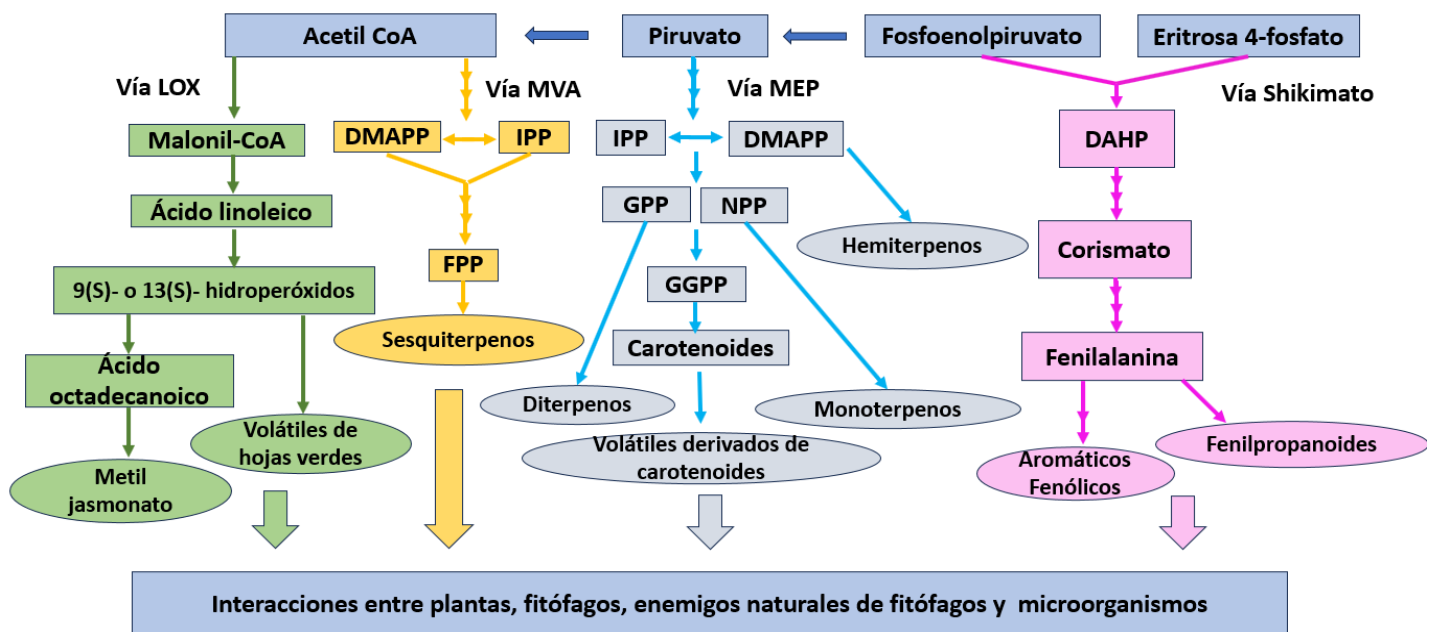 Acetil CoA
Piruvato
Fosfoenolpiruvato
Eritrosa 4-fosfato
Vía LOX
Vía MVA
Vía MEP
Vía Shikimato
Malonil-CoA
DMAPP
IPP
IPP
DMAPP
DAHP
Ácido linoleico
GPP
NPP
Hemiterpenos
Corismato
9(S)- o 13(S)- hidroperóxidos
FPP
GGPP
Sesquiterpenos
Carotenoides
Fenilalanina
Ácido
octadecanoico
Diterpenos
Monoterpenos
Volátiles de
hojas verdes
Volátiles derivados de
carotenoides
Fenilpropanoides
Aromáticos
Fenólicos
Metil
jasmonato
Interacciones entre plantas, fitófagos, enemigos naturales de fitófagos y microorganismos